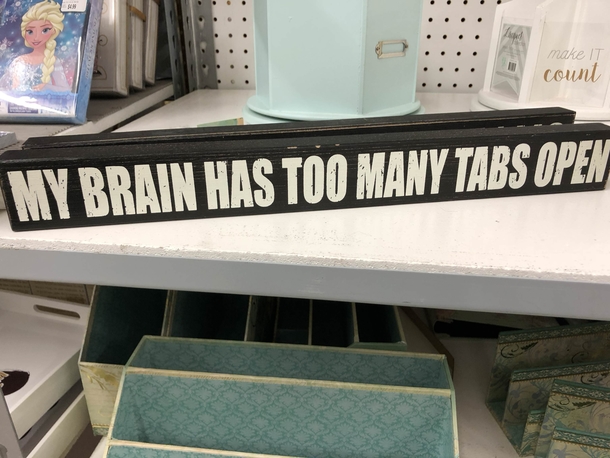 MY BRAIN HAS TOO MANY TABS OPEN
make IT
count